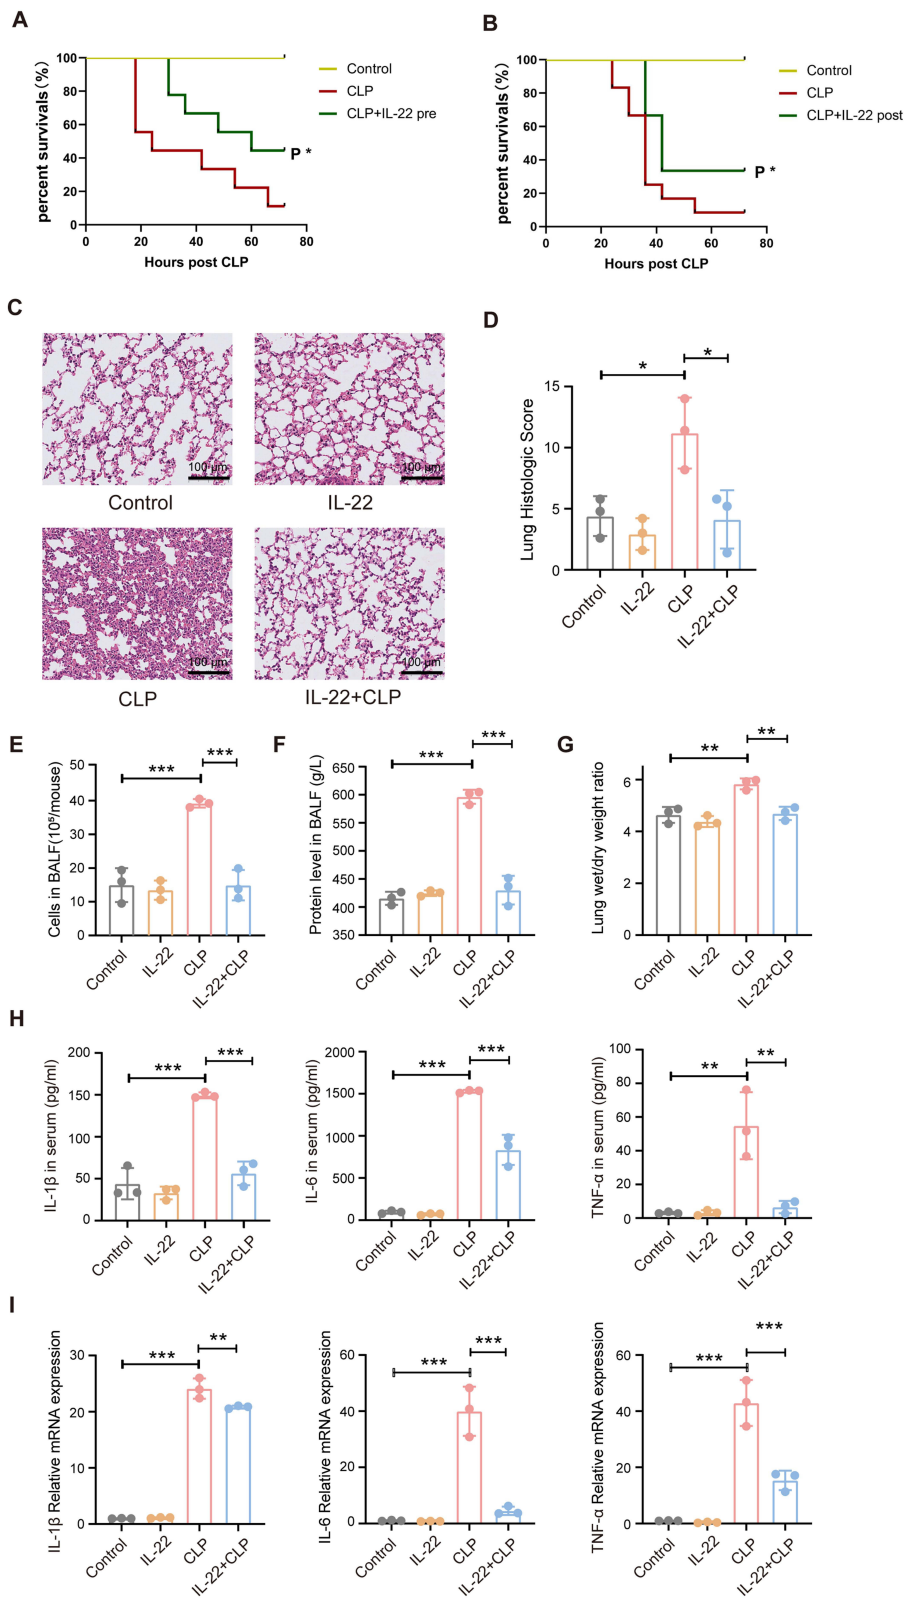 A
percent survivals (%)
100
80
60
40
20
0
0 20 40 60 80
Hours post CLP
Control
CLP
CLP+IL-22 pre
P *
B
percent survivals (%)
100
80
60
40
20
0
0 20 40 60 80
Hours post CLP
Control
CLP
CLP+IL-22 post
P *
C
100 μm
Control
100 μm
IL-22
100 μm
CLP
100 μm
IL-22+CLP
D
Lung Histologic Score
15
10
5
0
* *
Control IL-22 CLP IL-22+CLP
E
Cells in BALF(10⁵/mouse)
50
40
30
20
10
0
*** ***
Control IL-22 CLP IL-22+CLP
F
Protein level in BALF (g/L)
650
600
550
500
450
400
350
*** ***
Control IL-22 CLP IL-22+CLP
G
Lung wet/dry weight ratio
6
4
2
0
** **
Control IL-22 CLP IL-22+CLP
H
IL-1β in serum (pg/ml)
200
150
100
50
0
*** ***
Control IL-22 CLP IL-22+CLP
IL-6 in serum (pg/ml)
2000
1500
1000
500
0
*** ***
Control IL-22 CLP IL-22+CLP
TNF-α in serum (pg/ml)
100
80
60
40
20
0
** **
Control IL-22 CLP IL-22+CLP
I
IL-1β Relative mRNA expression
30
20
10
0
*** **
Control IL-22 CLP IL-22+CLP
IL-6 Relative mRNA expression
60
40
20
0
*** ***
Control IL-22 CLP IL-22+CLP
TNF-α Relative mRNA expression
60
40
20
0
*** ***
Control IL-22 CLP IL-22+CLP